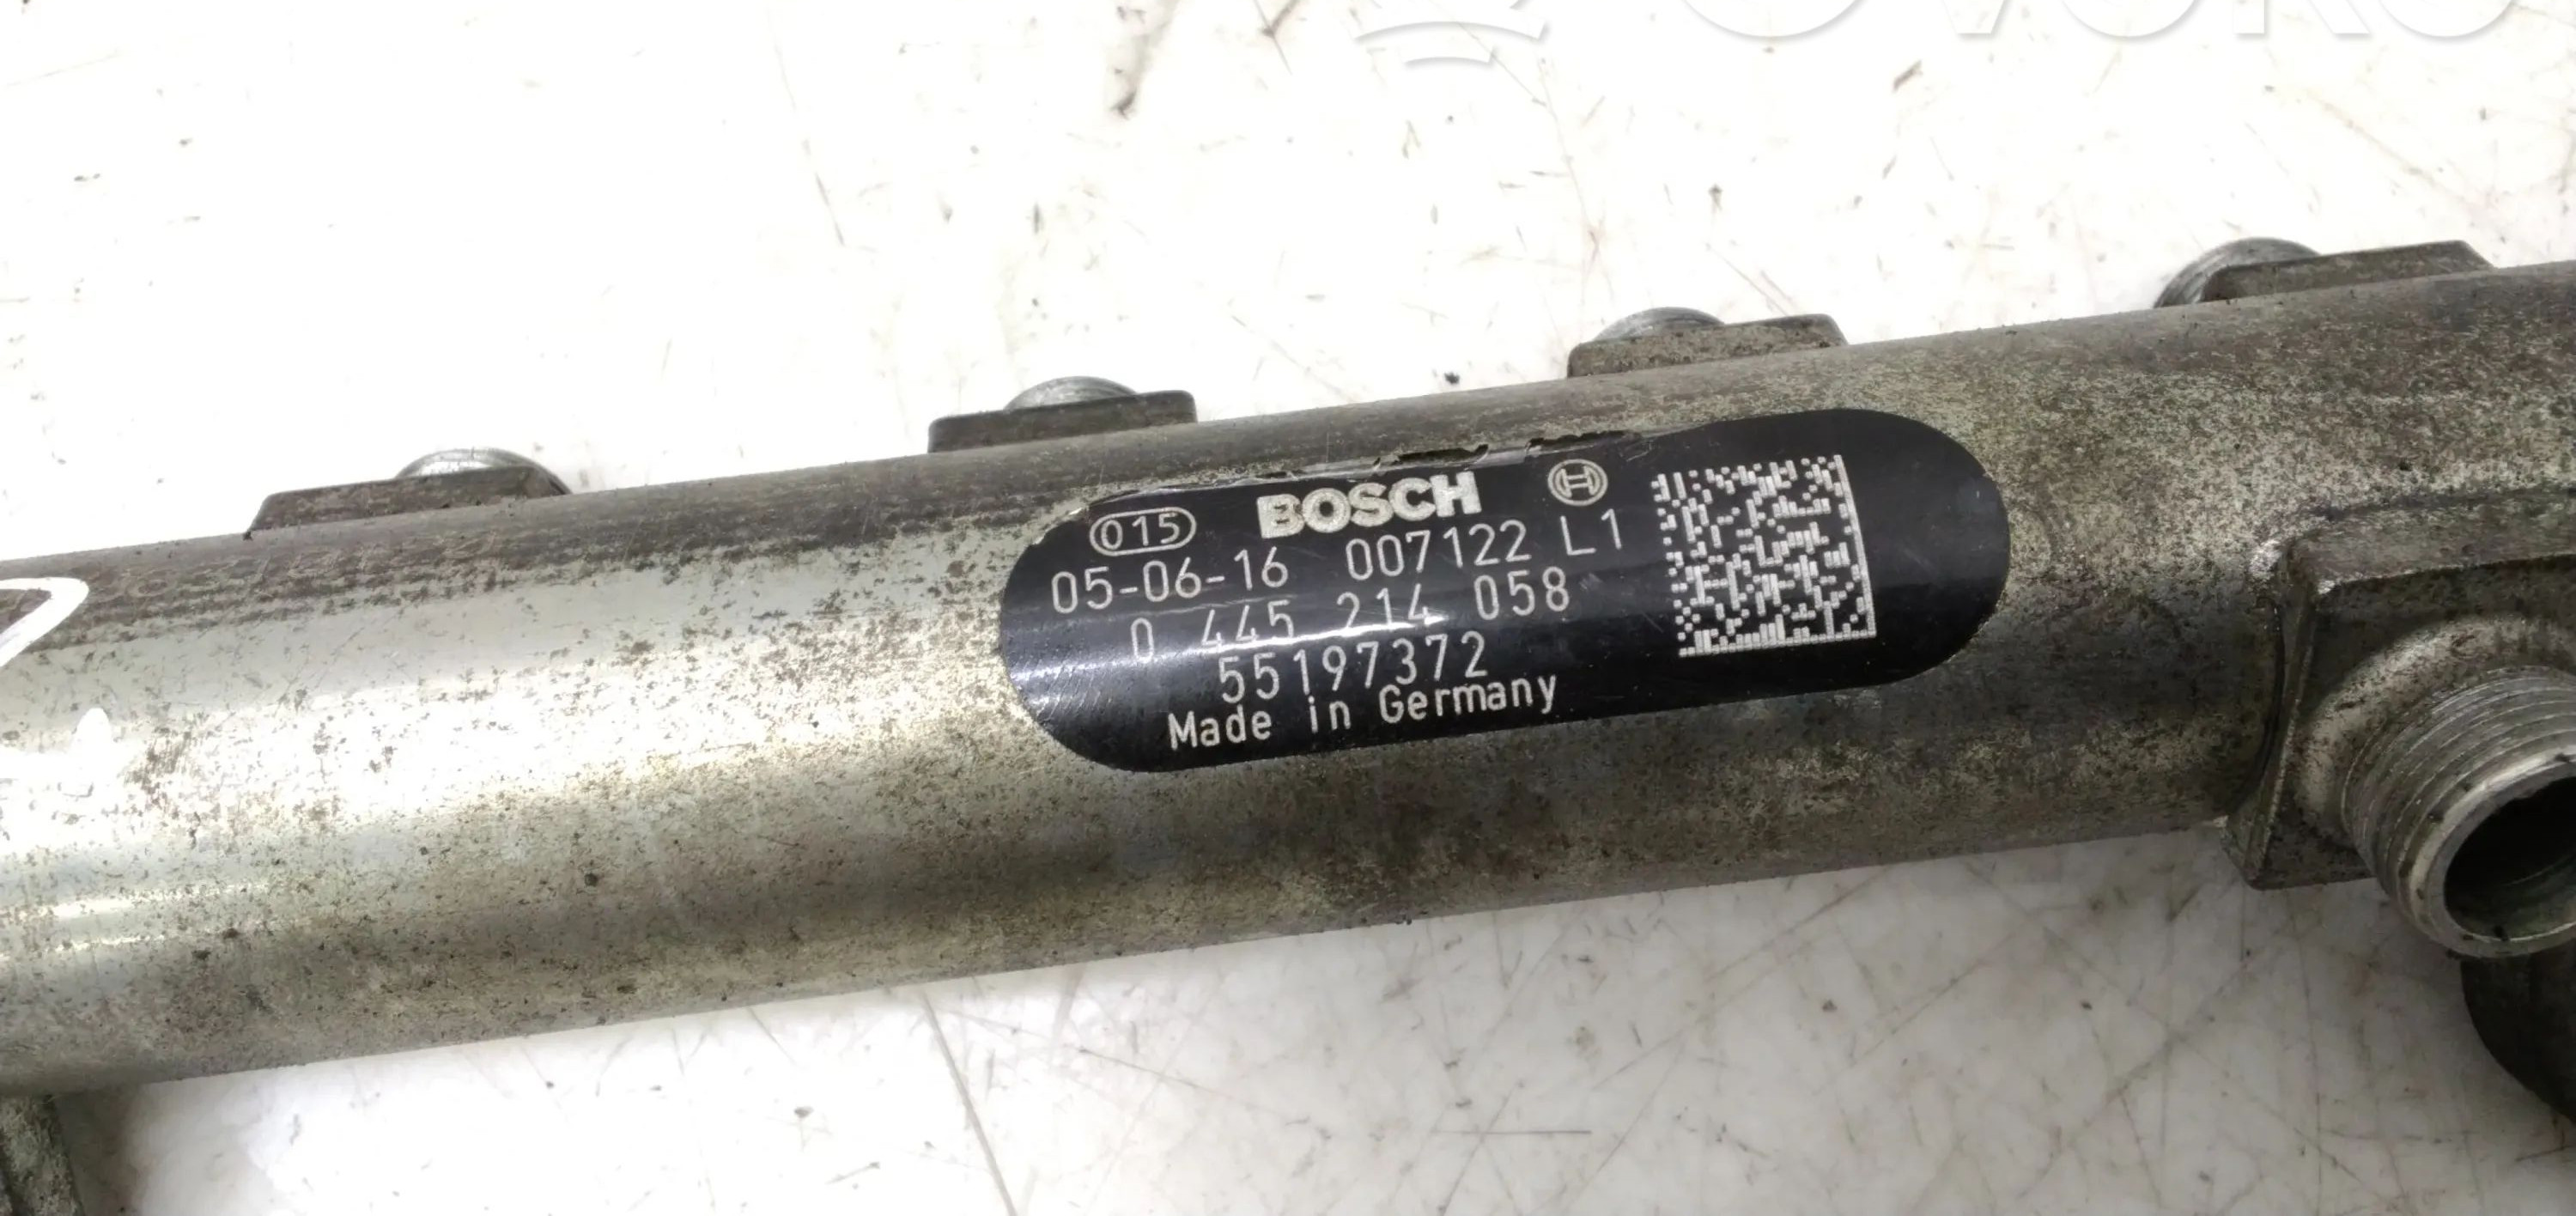 015 BOSCH
05-06-16 007122 L1
0 445 214 058
55197372
Made in Germany